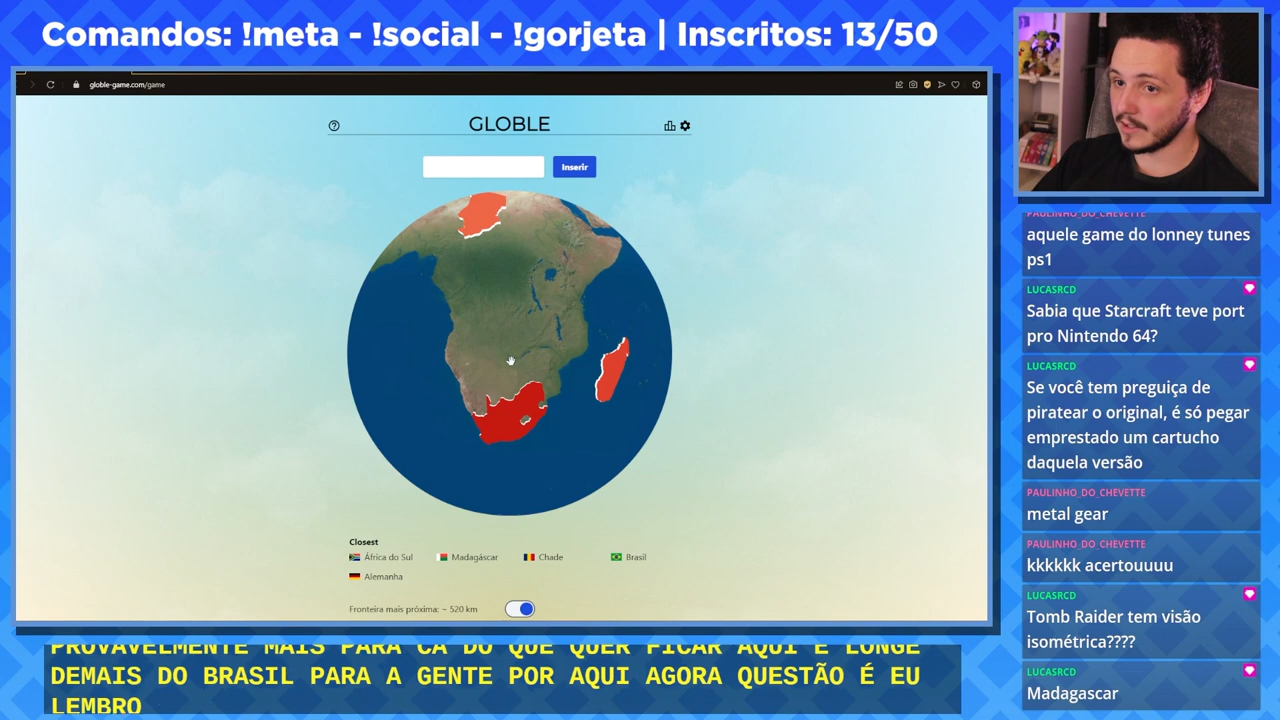 Comandos: !meta - !social - !gorjeta | Inscritos: 13/50
globle-game.com/game
GLOBLE
Inserir
Closest
África do Sul
Madagáscar
Chade
Brasil
Alemanha
Fronteira mais próxima: ~ 520 km
PROVAVELMENTE MAIS PARA CÁ DO QUE QUER FICAR AQUI É LONGE
DEMAIS DO BRASIL PARA A GENTE POR AQUI AGORA QUESTÃO É EU
LEMBRO
PAULINHO_DO_CHEVETTE
aquele game do lonney tunes
ps1
LUCASRCD
Sabia que Starcraft teve port
pro Nintendo 64?
LUCASRCD
Se você tem preguiça de
piratear o original, é só pegar
emprestado um cartucho
daquela versão
PAULINHO_DO_CHEVETTE
metal gear
PAULINHO_DO_CHEVETTE
kkkkkk acertouuuu
LUCASRCD
Tomb Raider tem visão
isométrica????
LUCASRCD
Madagascar